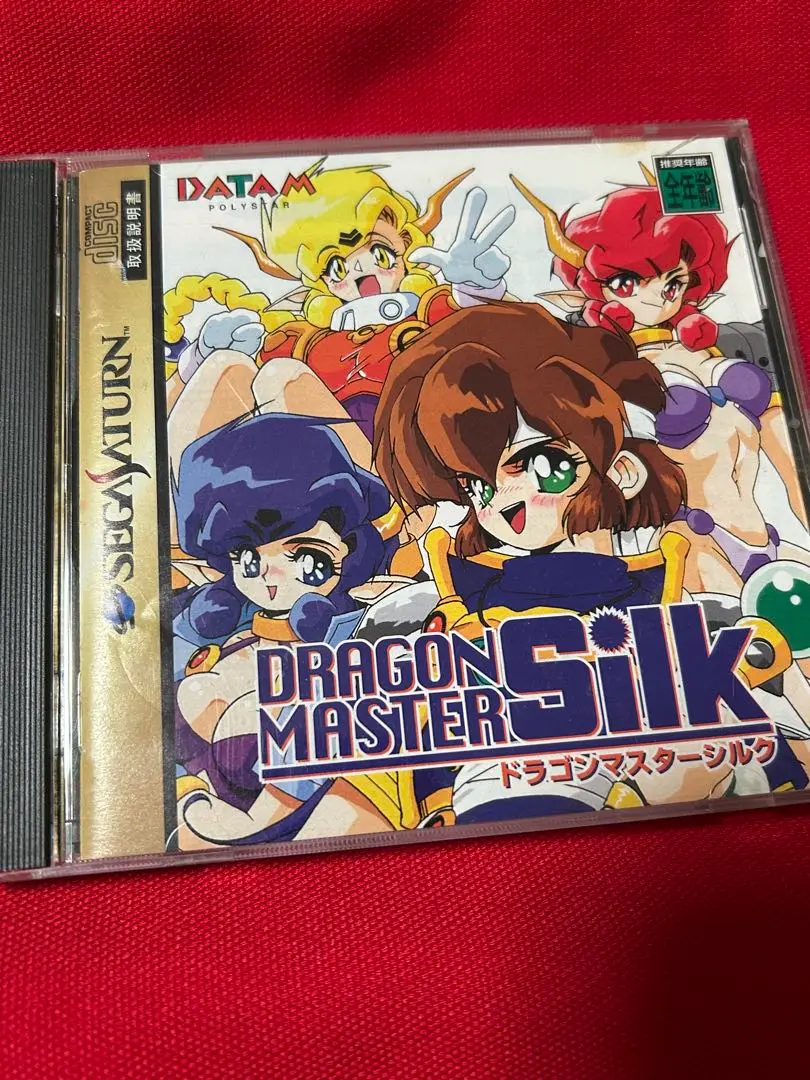 COMPACT
disc
取扱説明書
SEGA SATURN™
DATAM
POLYSTAR
推奨年齢
全年齢
DRAGON
MASTER
Silk
ドラゴンマスターシルク